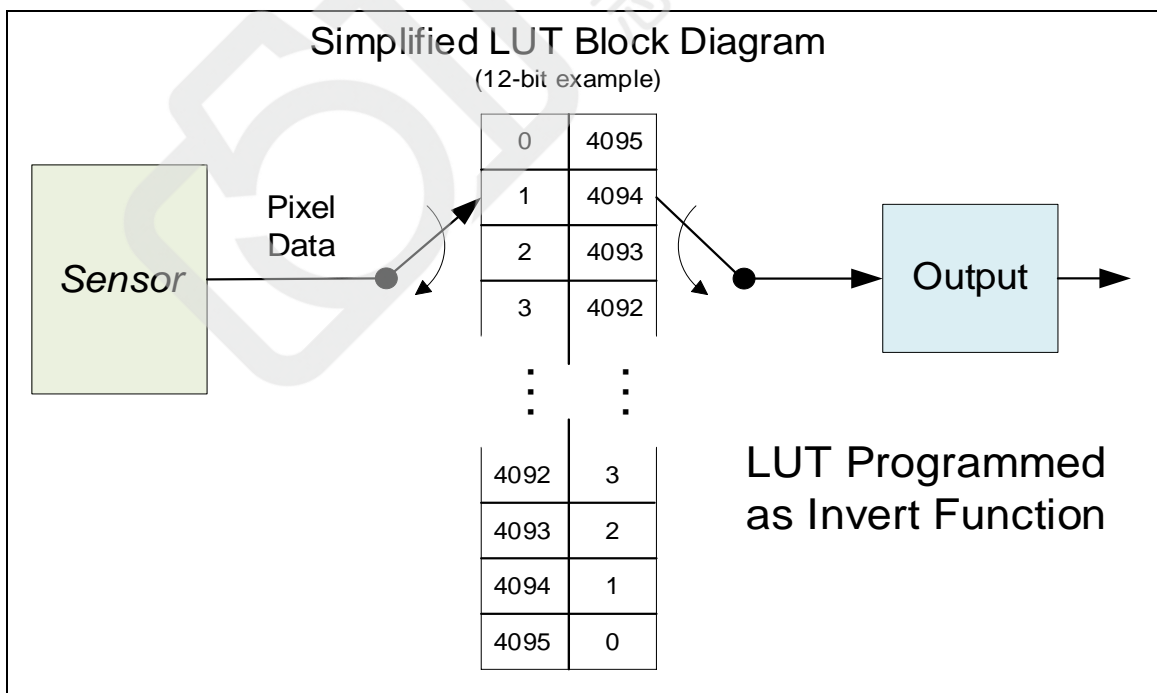 Simplified LUT Block Diagram
(12-bit example)
Sensor
Pixel
Data
0 4095
1 4094
2 4093
3 4092
⋮ ⋮
4092 3
4093 2
4094 1
4095 0
Output
LUT Programmed
as Invert Function